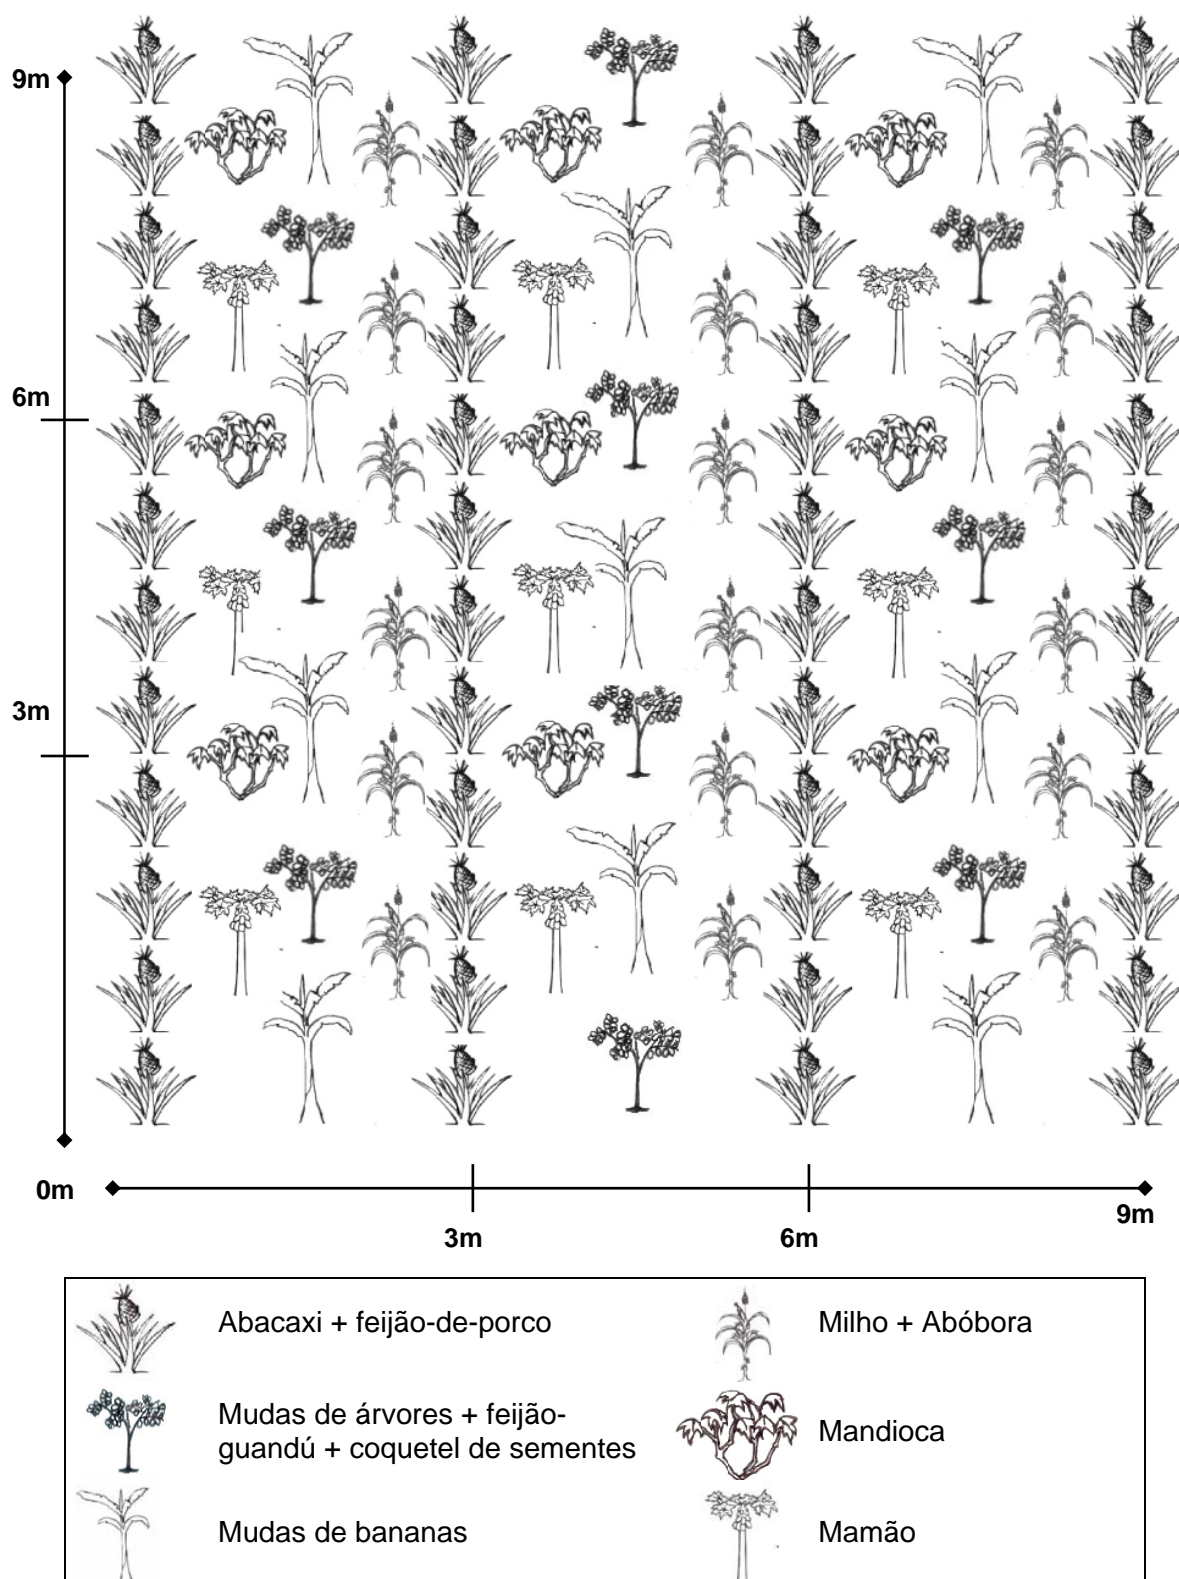 9m
6m
3m
0m
3m
6m
9m
Abacaxi + feijão-de-porco
Milho + Abóbora
Mudas de árvores + feijão-
guandú + coquetel de sementes
Mandioca
Mudas de bananas
Mamão